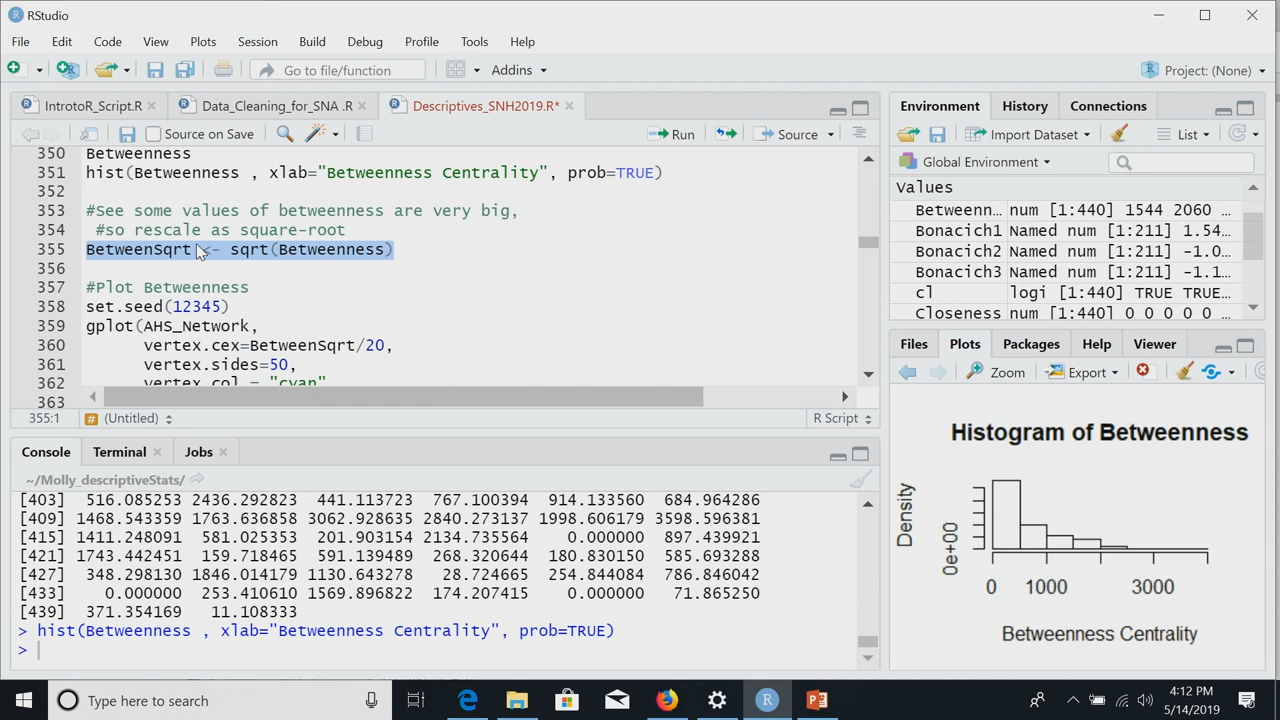 RStudio
File Edit Code View Plots Session Build Debug Profile Tools Help
Go to file/function Addins Project: (None)
IntrotoR_Script.R Data_Cleaning_for_SNA .R Descriptives_SNH2019.R*
Source on Save Run Source
350 Betweenness
351 hist(Betweenness , xlab="Betweenness Centrality", prob=TRUE)
352
353 #See some values of betweenness are very big,
354 #so rescale as square-root
355 BetweenSqrt <- sqrt(Betweenness)
356
357 #Plot Betweenness
358 set.seed(12345)
359 gplot(AHS_Network,
360 vertex.cex=BetweenSqrt/20,
361 vertex.sides=50,
362 vertex.col = "cyan"
363
355:1 (Untitled) R Script
Console Terminal Jobs
~/Molly_descriptiveStats/
[403] 516.085253 2436.292823 441.113723 767.100394 914.133560 684.964286
[409] 1468.543359 1763.636858 3062.928635 2840.273137 1998.606179 3598.596381
[415] 1411.248091 581.025353 201.903154 2134.735564 0.000000 897.439921
[421] 1743.442451 159.718465 591.139489 268.320644 180.830150 585.693288
[427] 348.298130 1846.014179 1130.643278 28.724665 254.844084 786.846042
[433] 0.000000 253.410610 1569.896822 174.207415 0.000000 71.865250
[439] 371.354169 11.108333
> hist(Betweenness , xlab="Betweenness Centrality", prob=TRUE)
>
Environment History Connections
Import Dataset List
Global Environment
Values
Betweenn… num [1:440] 1544 2060 …
Bonacich1 Named num [1:211] 1.54…
Bonacich2 Named num [1:211] -1.0…
Bonacich3 Named num [1:211] -1.1…
cl logi [1:440] TRUE TRUE…
Closeness num [1:440] 0 0 0 0 0 …
Files Plots Packages Help Viewer
Zoom Export
Histogram of Betweenness
Density
0e+00
0 1000 3000
Betweenness Centrality
Type here to search
4:12 PM
5/14/2019